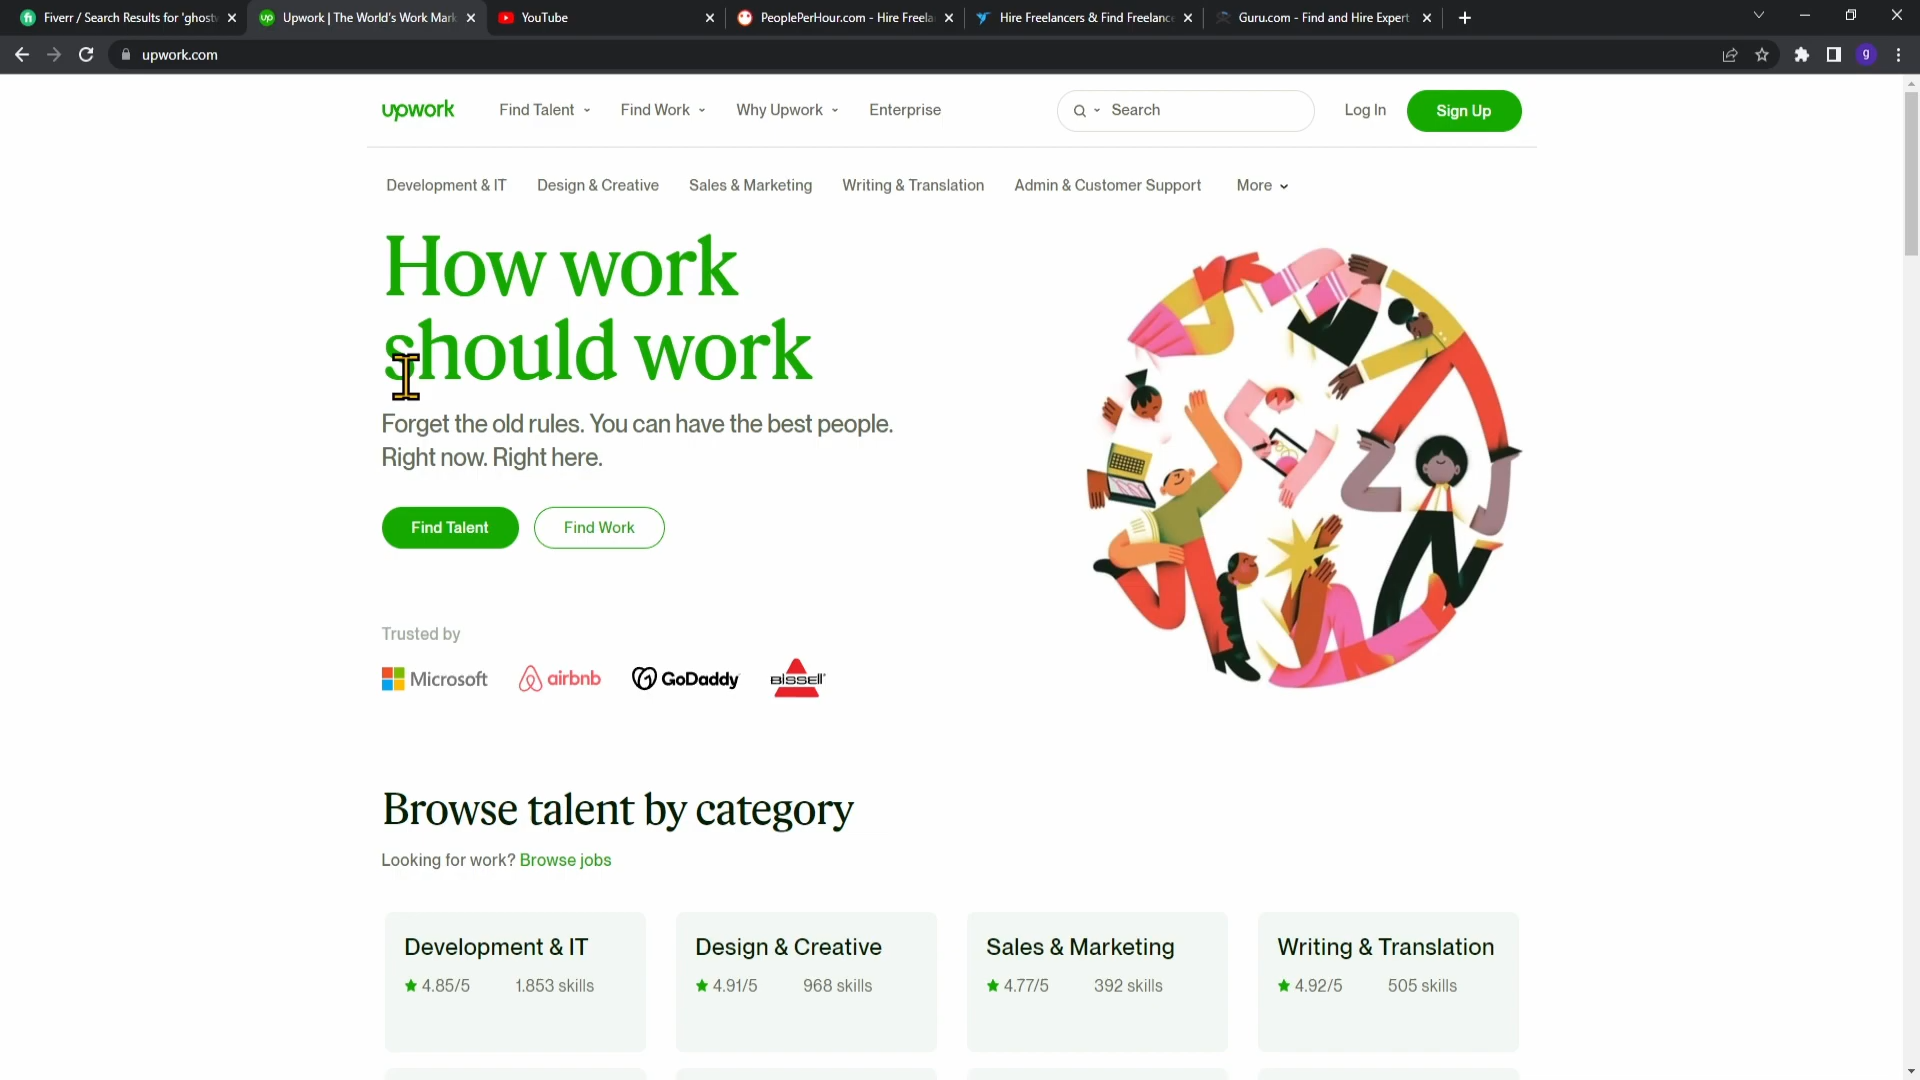 Fiverr / Search Results for 'ghost
Upwork | The World's Work Mark
YouTube
PeoplePerHour.com - Hire Freela
Hire Freelancers & Find Freelanc
Guru.com - Find and Hire Expert
upwork.com
g
upwork
Find Talent
Find Work
Why Upwork
Enterprise
Search
Log In
Sign Up
Development & IT
Design & Creative
Sales & Marketing
Writing & Translation
Admin & Customer Support
More
How work
should work
Forget the old rules. You can have the best people.
Right now. Right here.
Find Talent
Find Work
Trusted by
Microsoft
airbnb
GoDaddy
BISSELL
Browse talent by category
Looking for work? Browse jobs
Development & IT
4.85/5 1.853 skills
Design & Creative
4.91/5 968 skills
Sales & Marketing
4.77/5 392 skills
Writing & Translation
4.92/5 505 skills